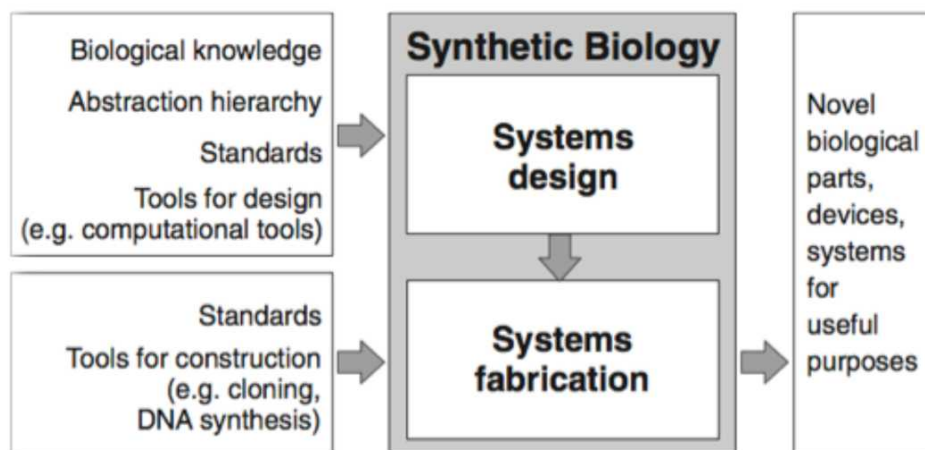 Biological knowledge
Abstraction hierarchy
Standards
Tools for design
(e.g. computational tools)
Standards
Tools for construction
(e.g. cloning,
DNA synthesis)
Synthetic Biology
Systems
design
Systems
fabrication
Novel
biological
parts,
devices,
systems
for
useful
purposes